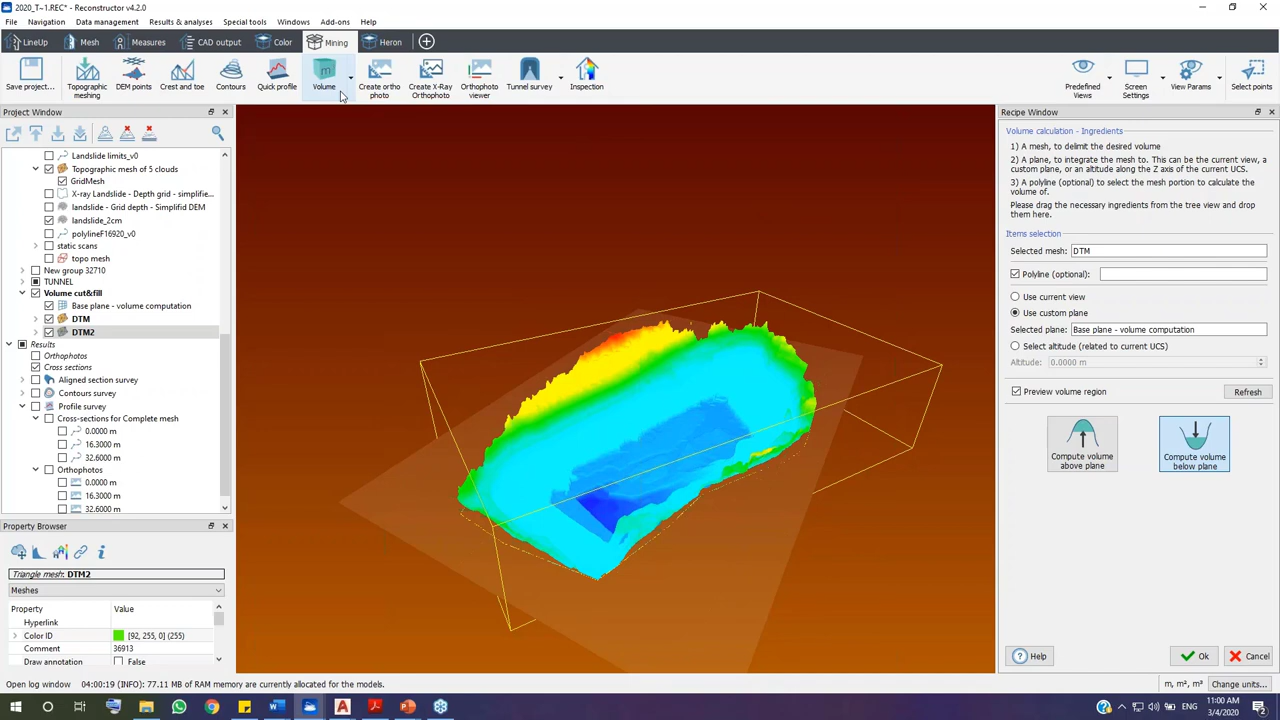 2020_T~1.REC* - Reconstructor v4.2.0
File Navigation Data management Results & analyses Special tools Windows Add-ons Help
LineUp Mesh Measures CAD output Color Mining Heron
Save project... Topographic meshing DEM points Crest and toe Contours Quick profile Volume Create ortho photo Create X-Ray Orthophoto Orthophoto viewer Tunnel survey Inspection Predefined Views Screen Settings View Params Select points
Project Window
Landslide limits_v0
Topographic mesh of 5 clouds
GridMesh
X-ray Landslide - Depth grid - simplifie...
landslide - Grid depth - Simplifid DEM
landslide_2cm
polylineF16920_v0
static scans
topo mesh
New group 32710
TUNNEL
Volume cut&fill
Base plane - volume computation
DTM
DTM2
Results
Orthophotos
Cross sections
Aligned section survey
Contours survey
Profile survey
Cross-sections for Complete mesh
0.0000 m
16.3000 m
32.6000 m
Orthophotos
0.0000 m
16.3000 m
32.6000 m
Property Browser
Triangle mesh: DTM2
Meshes
Property Value
Hyperlink
Color ID [92, 255, 0] (255)
Comment 36913
Draw annotation False
Recipe Window
Volume calculation - Ingredients
1) A mesh, to delimit the desired volume
2) A plane, to integrate the mesh to. This can be the current view, a
custom plane, or an altitude along the Z axis of the current UCS.
3) A polyline (optional) to select the mesh portion to calculate the
volume of.
Please drag the necessary ingredients from the tree view and drop
them here.
Items selection
Selected mesh: DTM
Polyline (optional):
Use current view
Use custom plane
Selected plane: Base plane - volume computation
Select altitude (related to current UCS)
Altitude: 0.0000 m
Preview volume region Refresh
Compute volume above plane
Compute volume below plane
Help Ok Cancel
Open log window 04:00:19 (INFO): 77.11 MB of RAM memory are currently allocated for the models. m, m², m³ Change units...
11:00 AM
3/4/2020